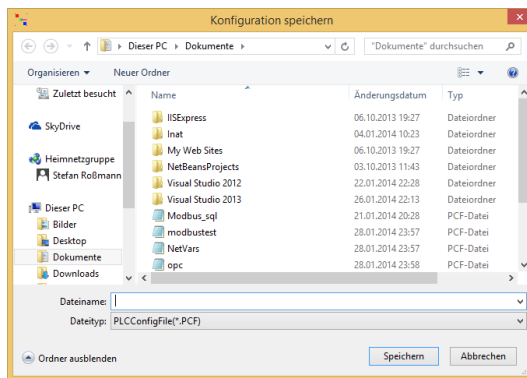 Konfiguration speichern
Dieser PC Dokumente "Dokumente" durchsuchen
Organisieren Neuer Ordner
Zuletzt besucht
SkyDrive
Heimnetzgruppe
Stefan Roßmann
Dieser PC
Bilder
Desktop
Dokumente
Downloads
Name Änderungsdatum Typ
IISExpress 06.10.2013 19:27 Dateiordner
Inat 04.01.2014 10:23 Dateiordner
My Web Sites 06.10.2013 19:27 Dateiordner
NetBeansProjects 03.10.2013 11:43 Dateiordner
Visual Studio 2012 22.01.2014 22:28 Dateiordner
Visual Studio 2013 26.01.2014 22:13 Dateiordner
Modbus_sql 21.01.2014 20:28 PCF-Datei
modbustest 28.01.2014 23:57 PCF-Datei
NetVars 28.01.2014 23:57 PCF-Datei
opc 28.01.2014 23:58 PCF-Datei
Dateiname:
Dateityp: PLCConfigFile(*.PCF)
Ordner ausblenden Speichern Abbrechen